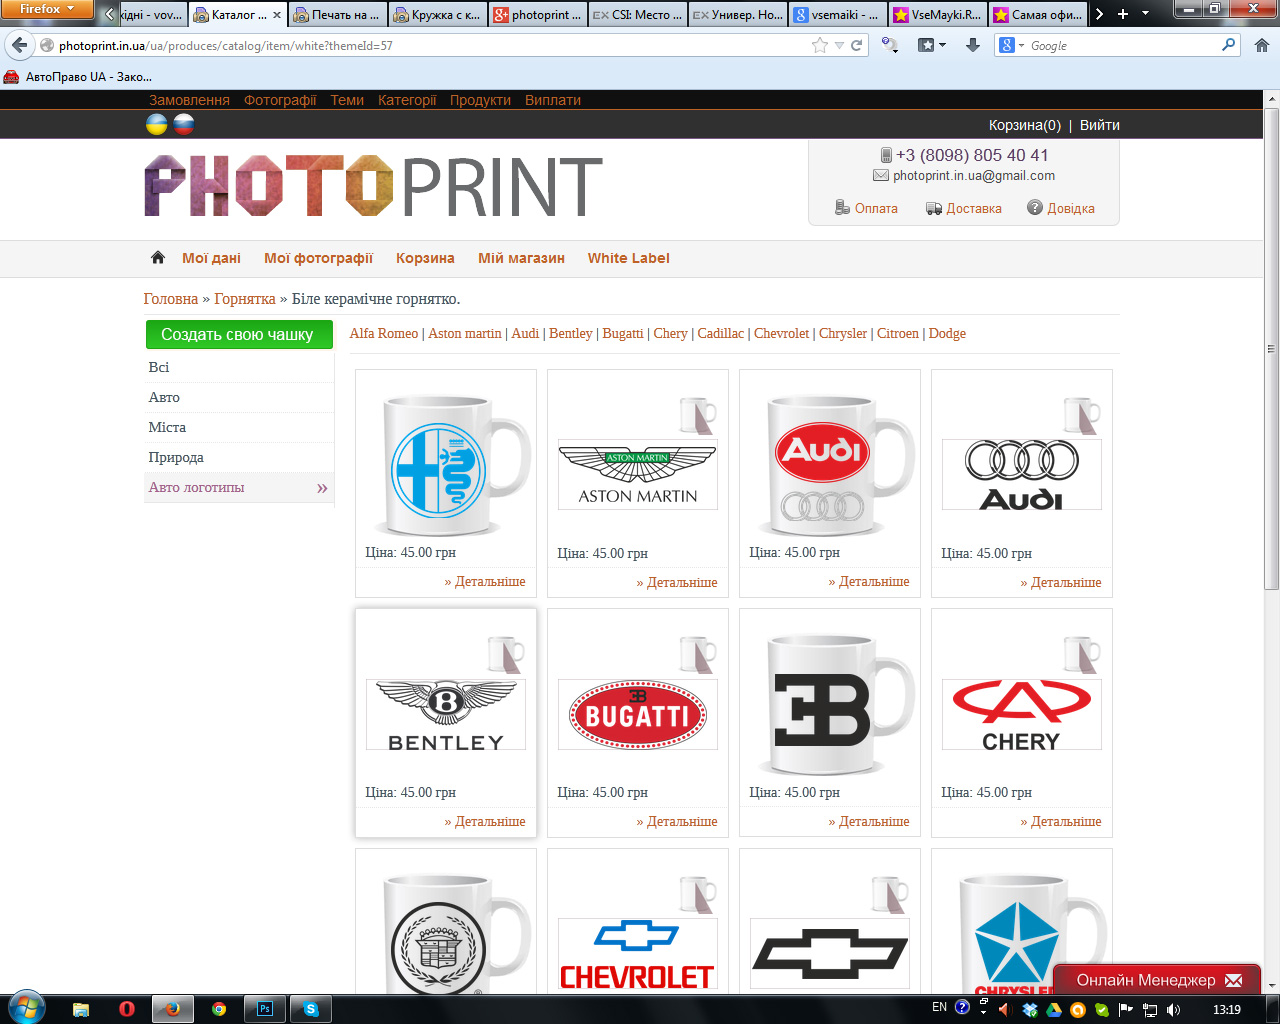 Firefox
хідні - vov...
Каталог ...
Печать на ...
Кружка с к...
photoprint ...
CSI: Место ...
Универ. Но...
vsemaiki - ...
VseMayki.R...
Самая офи...
photoprint.in.ua/ua/produces/catalog/item/white?themeId=57
Google
АвтоПраво UA - Зако...
Замовлення Фотографії Теми Категорії Продукти Виплати
Корзина(0) | Выйти
PHOTOPRINT
+3 (8098) 805 40 41
photoprint.in.ua@gmail.com
Оплата Доставка Довідка
Мої дані Мої фотографії Корзина Мій магазин White Label
Головна » Горнятка » Біле керамічне горнятко.
Создать свою чашку
Всі
Авто
Міста
Природа
Авто логотипы »
Alfa Romeo | Aston martin | Audi | Bentley | Bugatti | Chery | Cadillac | Chevrolet | Chrysler | Citroen | Dodge
ASTON MARTIN
ASTON MARTIN
Audi
Audi
Ціна: 45.00 грн
Ціна: 45.00 грн
Ціна: 45.00 грн
Ціна: 45.00 грн
» Детальніше
» Детальніше
» Детальніше
» Детальніше
B
BENTLEY
EB
BUGATTI
EB
CHERY
Ціна: 45.00 грн
Ціна: 45.00 грн
Ціна: 45.00 грн
Ціна: 45.00 грн
» Детальніше
» Детальніше
» Детальніше
» Детальніше
®
CHEVROLET
CHRYSLER
Онлайн Менеджер
Ps
EN
13:19